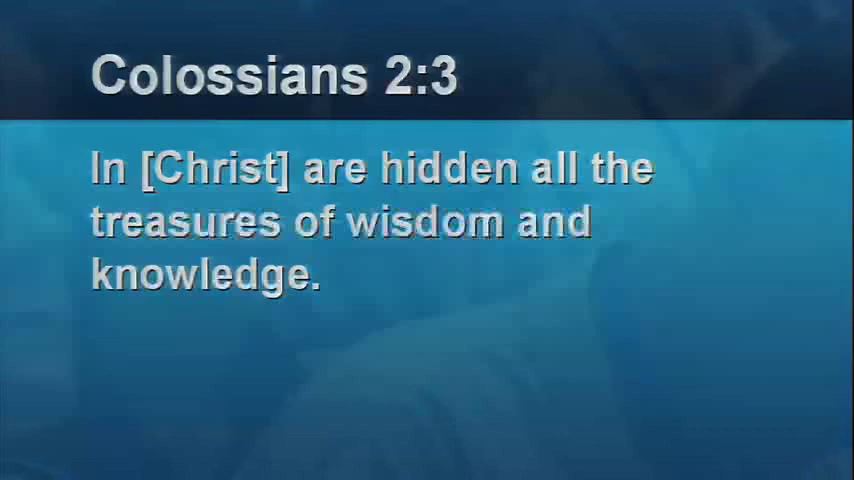 Colossians 2:3
In [Christ] are hidden all the
treasures of wisdom and
knowledge.